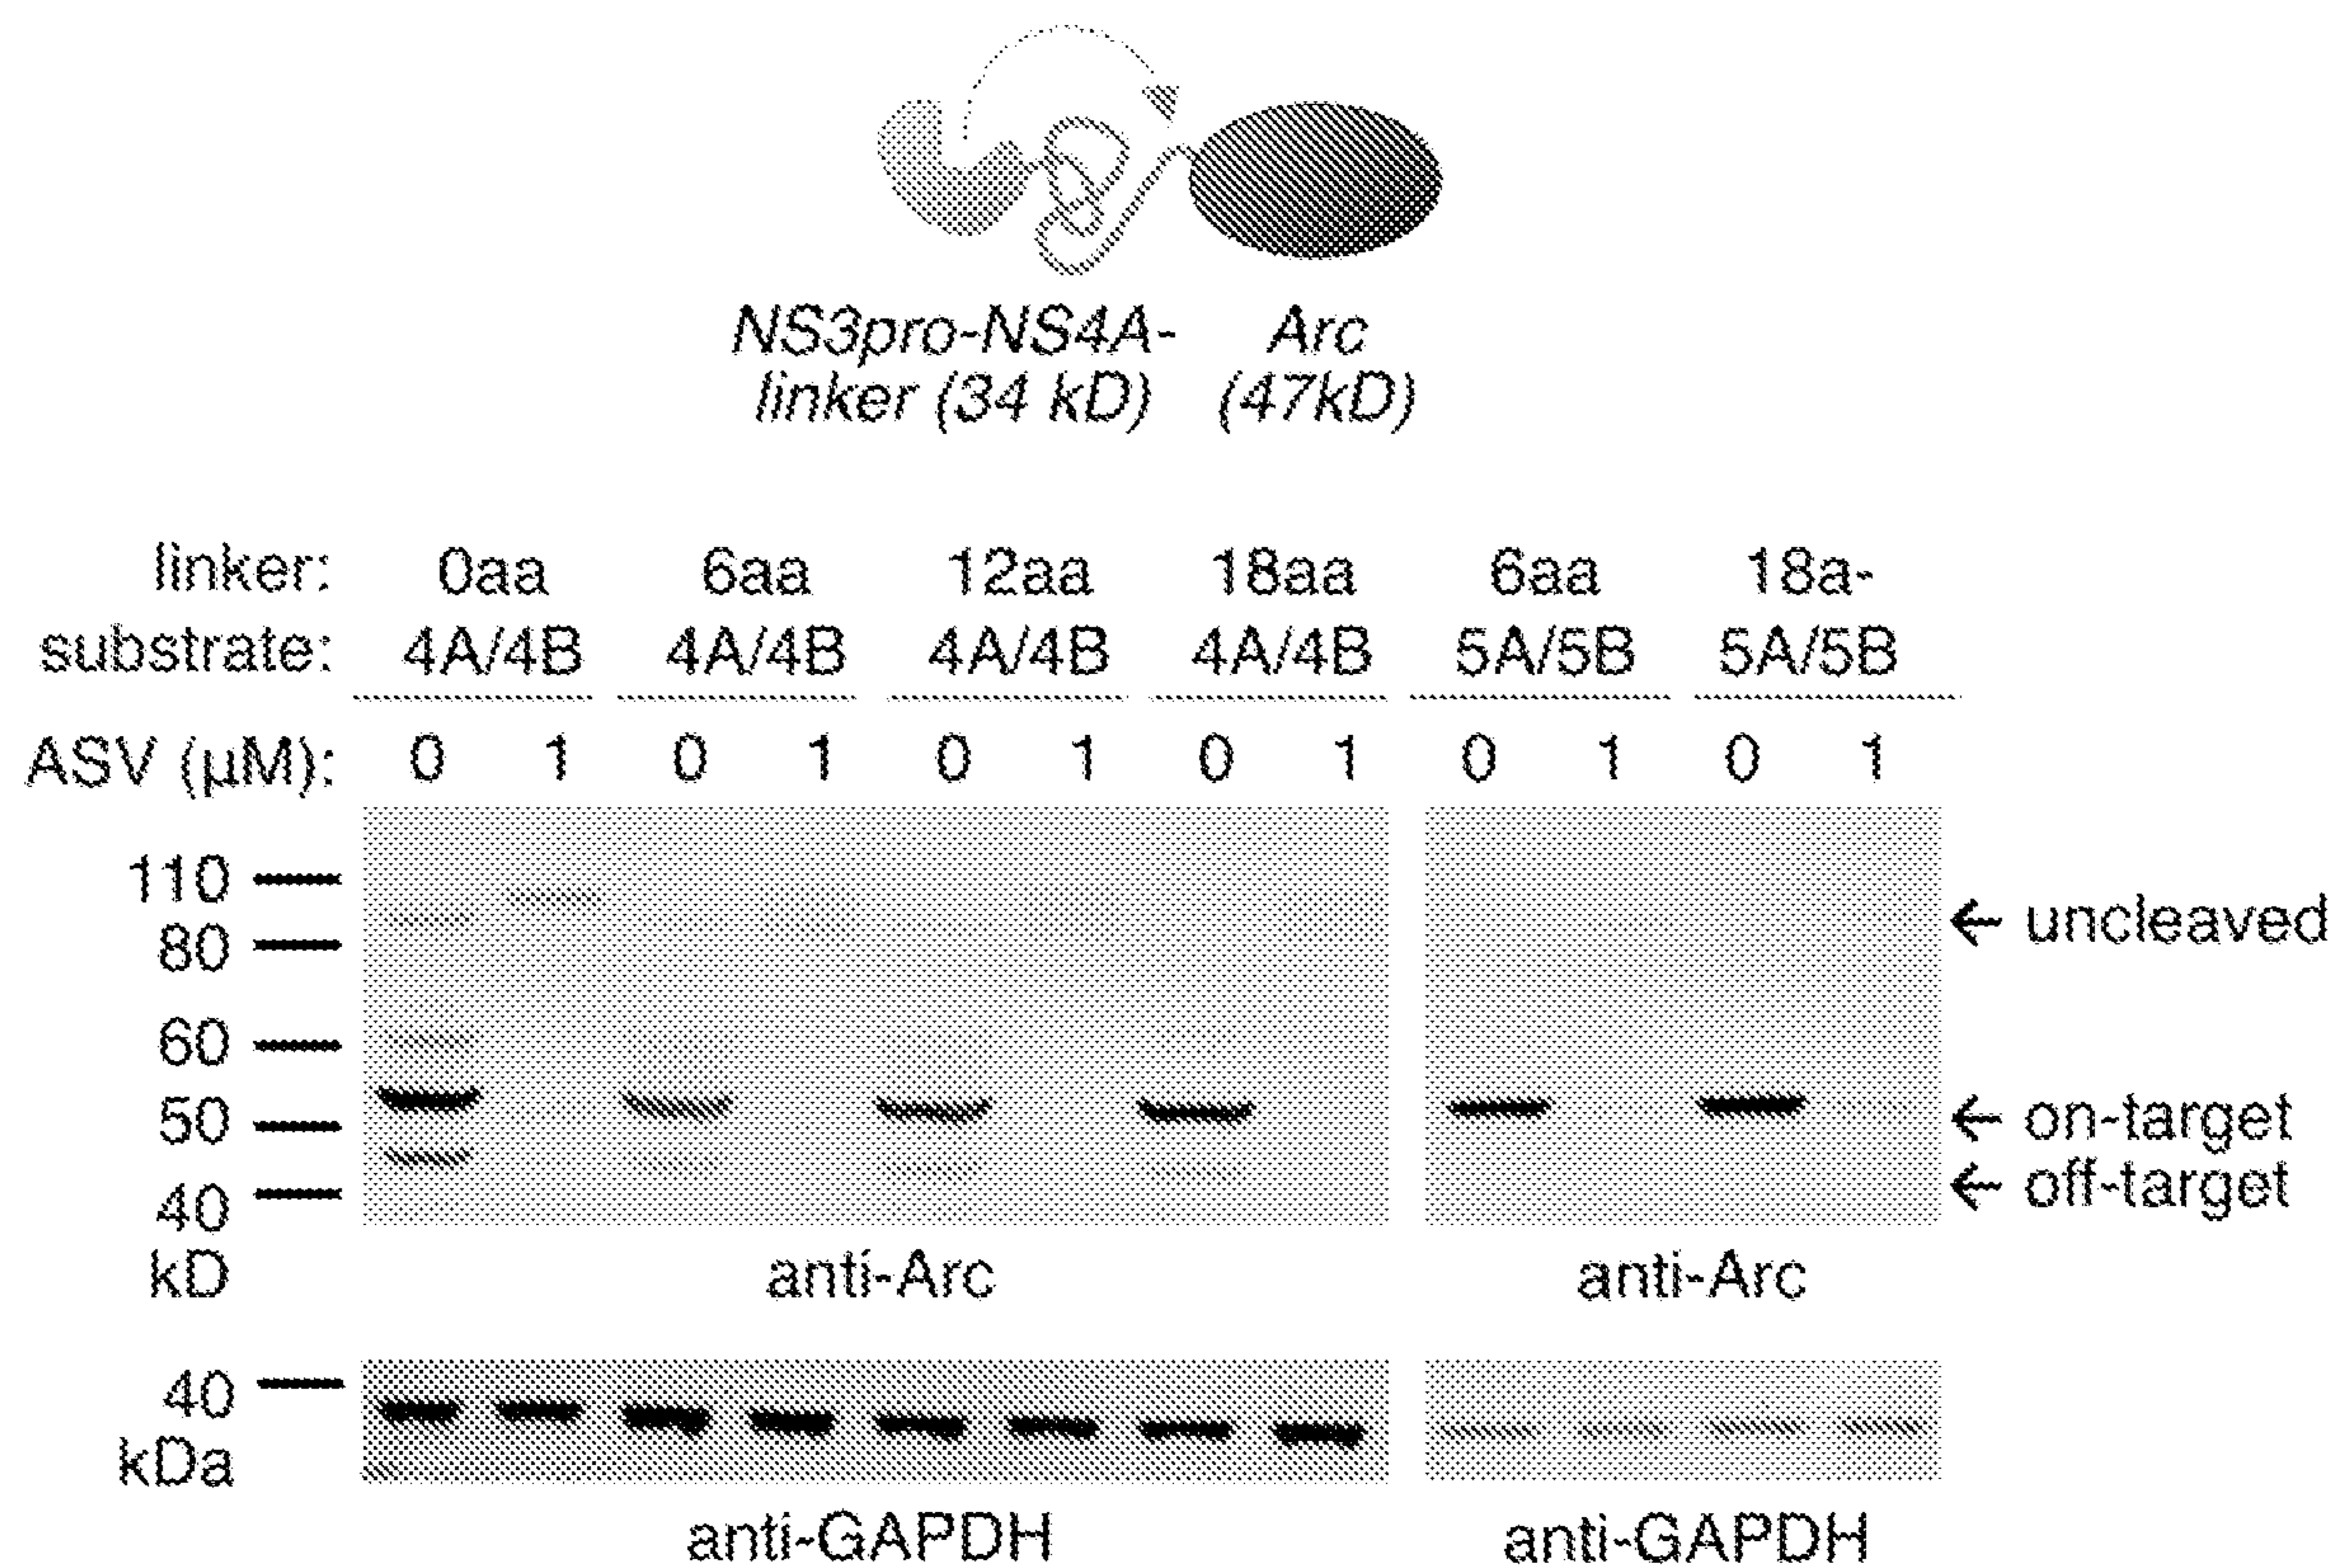 NS3pro-NS4A- Arc
linker (34 kD) (47kD)
linker: 0aa 6aa 12aa 18aa 6aa 18a-
substrate: 4A/4B 4A/4B 4A/4B 4A/4B 5A/5B 5A/5B
ASV (µM): 0 1 0 1 0 1 0 1 0 1 0 1
110
80
60
50
40
kD
← uncleaved
← on-target
← off-target
anti-Arc anti-Arc
40
kDa
anti-GAPDH anti-GAPDH